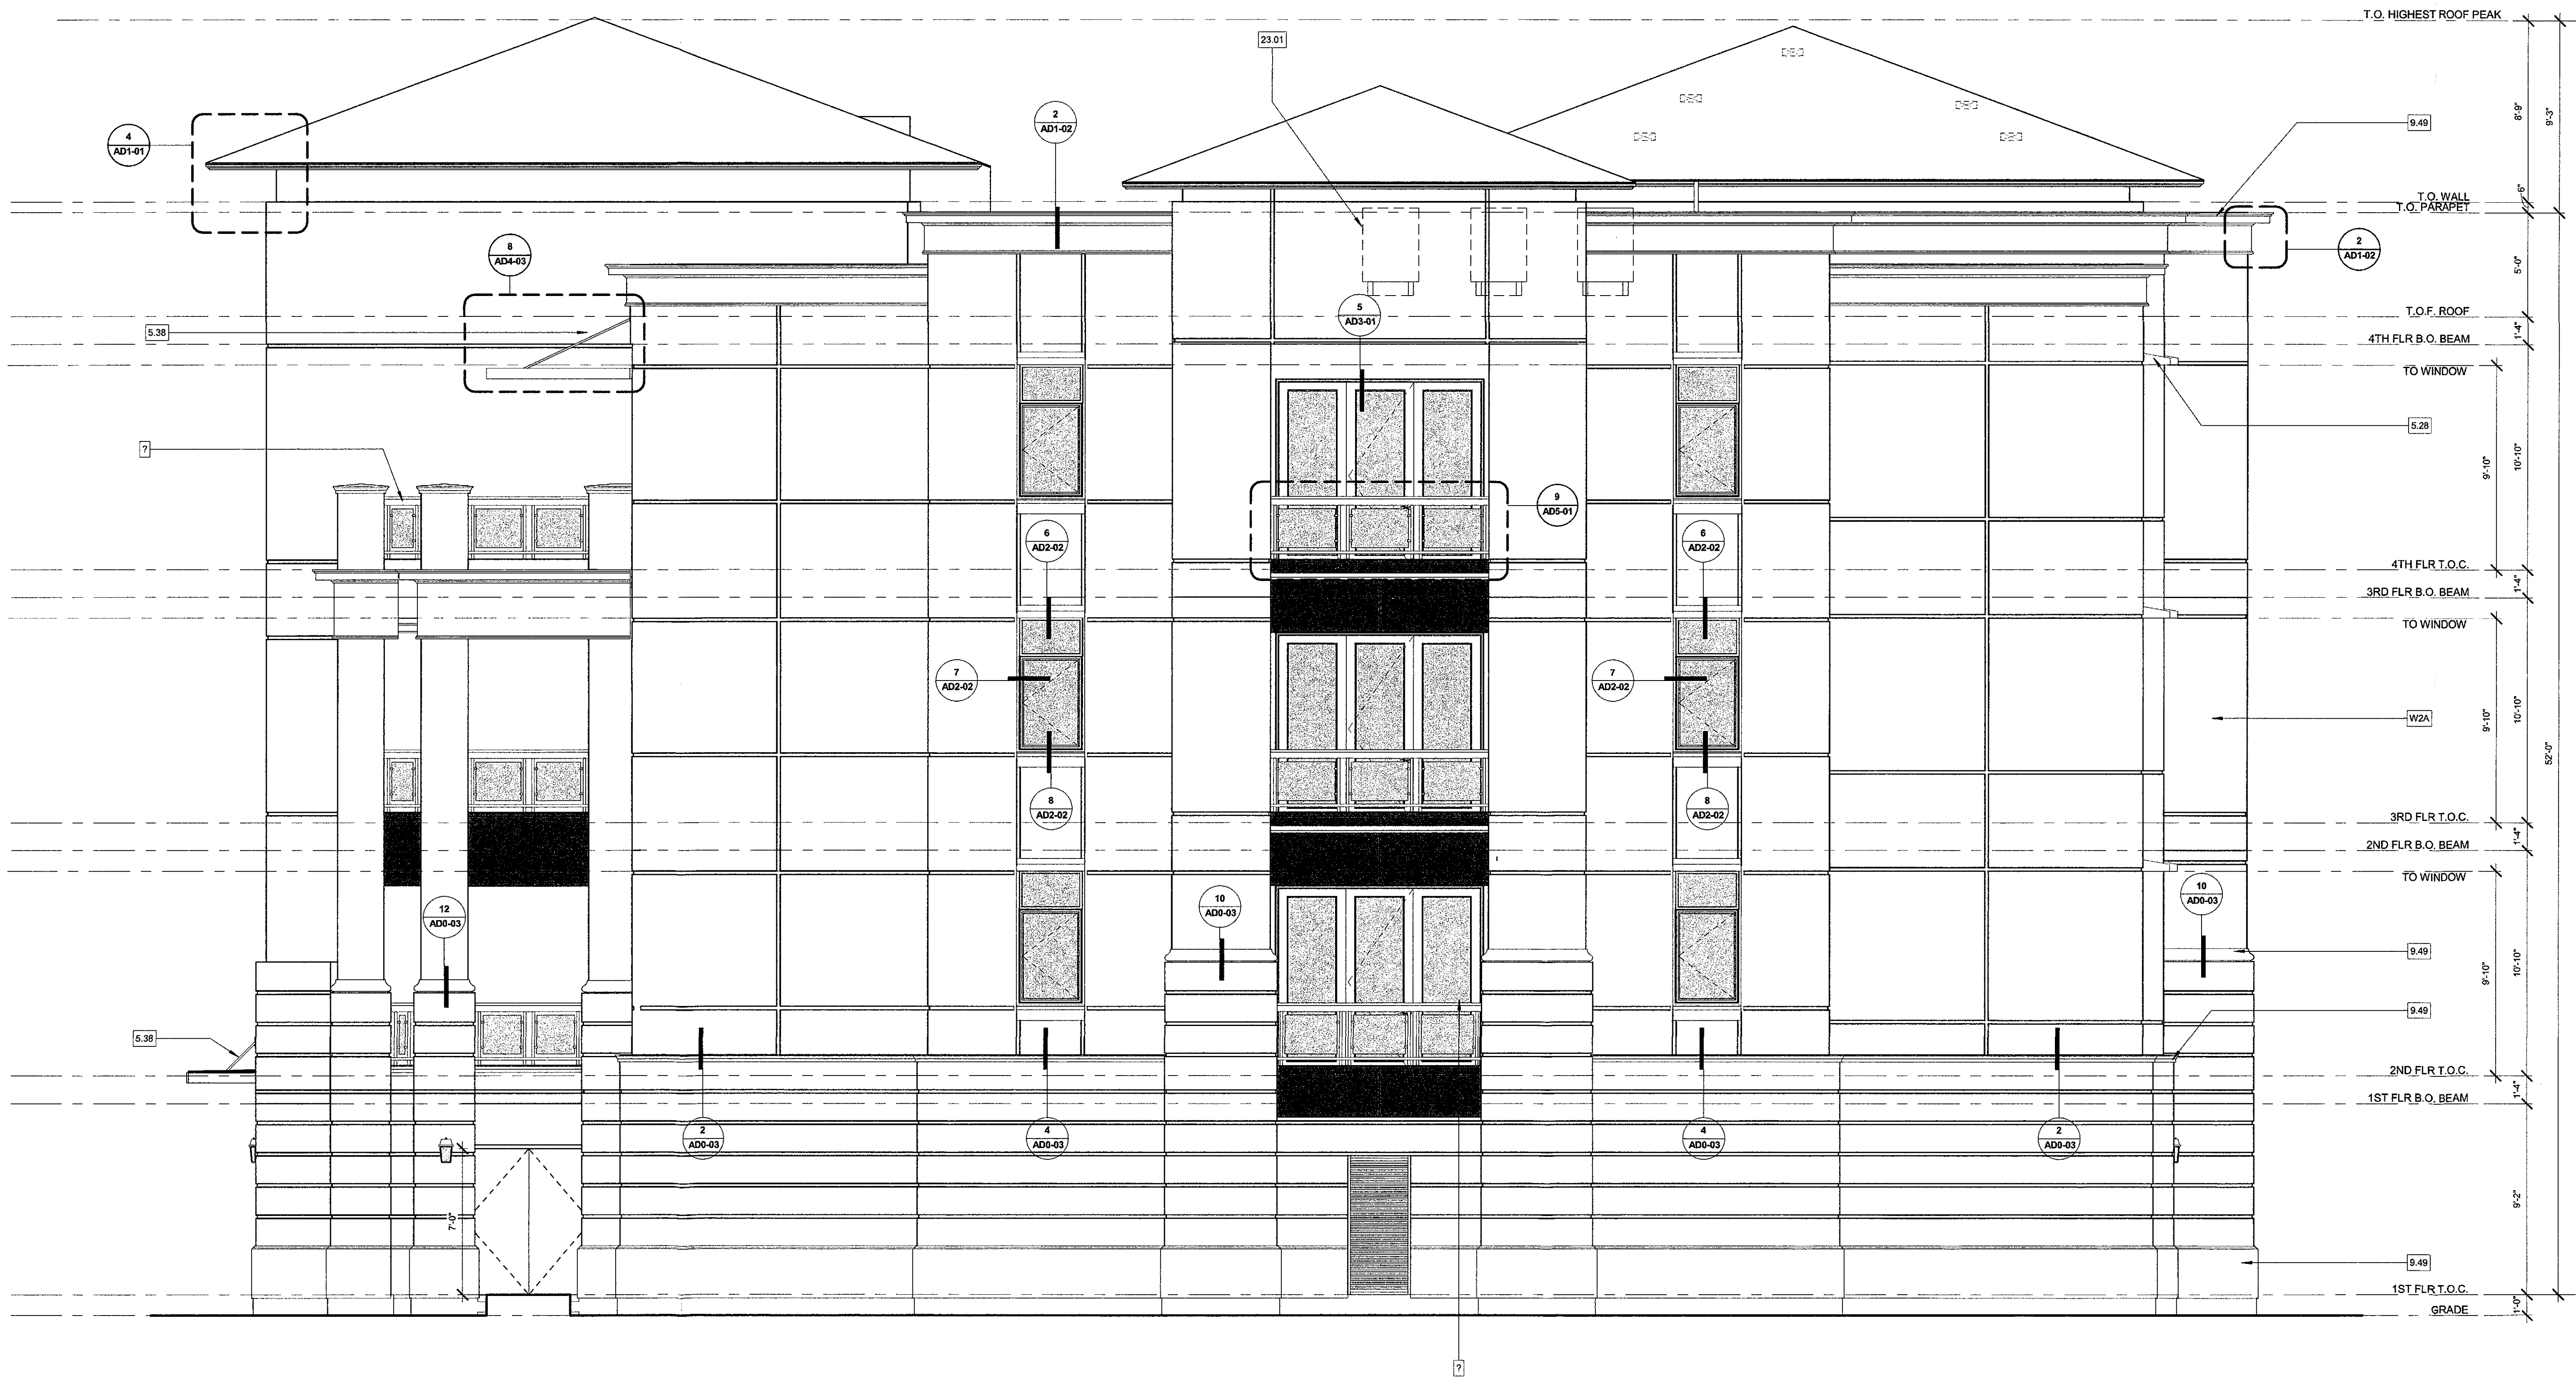 T.O. HIGHEST ROOF PEAK
23.01
8'-9"
9'-3"
2
AD1-02
9.49
4
AD1-01
6"
T.O. WALL
T.O. PARAPET
8
AD4-03
2
AD1-02
5'-0"
5
AD3-01
T.O.F. ROOF
5.38
1'-4"
4TH FLR B.O. BEAM
TO WINDOW
5.28
?
9'-10"
10'-10"
9
AD5-01
6
AD2-02
6
AD2-02
4TH FLR T.O.C.
1'-4"
3RD FLR B.O. BEAM
TO WINDOW
7
AD2-02
7
AD2-02
W2A
9'-10"
10'-10"
52'-0"
8
AD2-02
8
AD2-02
3RD FLR T.O.C.
1'-4"
2ND FLR B.O. BEAM
TO WINDOW
12
AD0-03
10
AD0-03
10
AD0-03
9.49
9'-10"
10'-10"
9.49
5.38
2ND FLR T.O.C.
1'-4"
1ST FLR B.O. BEAM
2
AD0-03
4
AD0-03
4
AD0-03
2
AD0-03
7'-0"
9'-2"
9.49
1ST FLR T.O.C.
1'-0"
GRADE
?